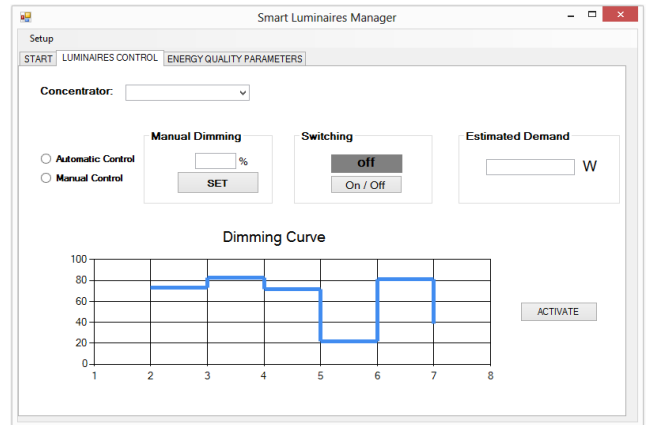 Smart Luminaires Manager
Setup
START LUMINAIRES CONTROL ENERGY QUALITY PARAMETERS
Concentrator:
Manual Dimming Switching Estimated Demand
Automatic Control % off W
Manual Control SET On / Off
Dimming Curve
100
80
60
40
20
0
1 2 3 4 5 6 7 8
ACTIVATE